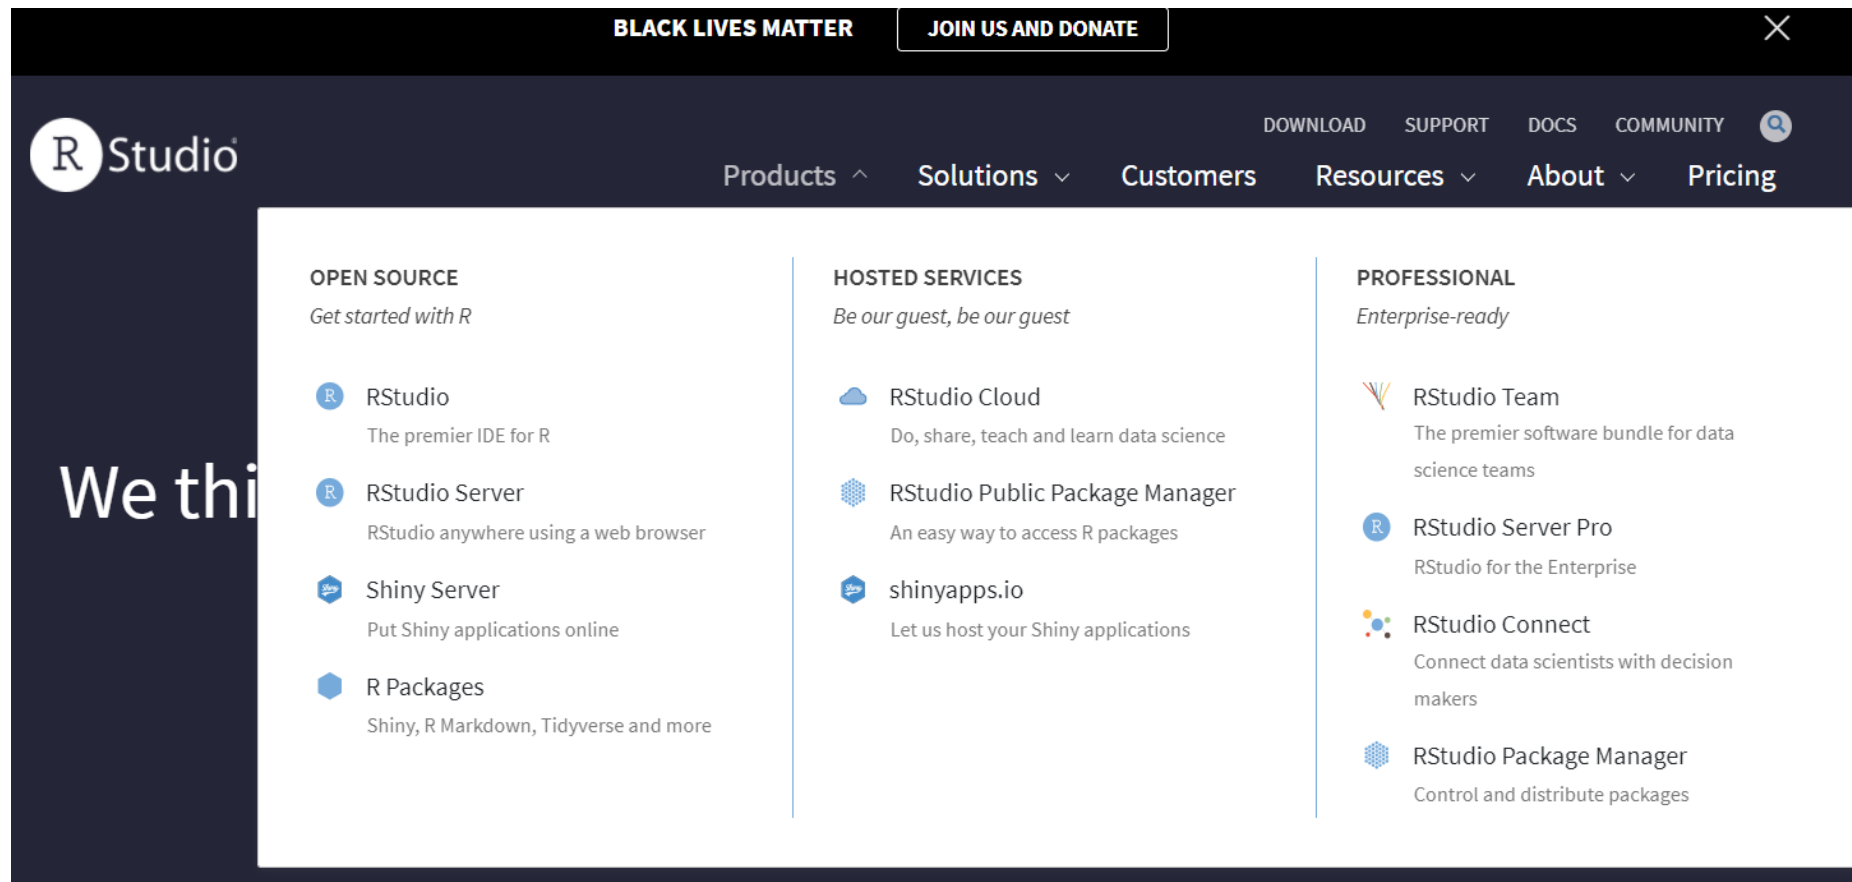 BLACK LIVES MATTER JOIN US AND DONATE
DOWNLOAD SUPPORT DOCS COMMUNITY
R Studio
Products Solutions Customers Resources About Pricing
OPEN SOURCE
Get started with R
R RStudio
The premier IDE for R
R RStudio Server
RStudio anywhere using a web browser
Shiny Shiny Server
Put Shiny applications online
R Packages
Shiny, R Markdown, Tidyverse and more
HOSTED SERVICES
Be our guest, be our guest
RStudio Cloud
Do, share, teach and learn data science
RStudio Public Package Manager
An easy way to access R packages
Shiny shinyapps.io
Let us host your Shiny applications
PROFESSIONAL
Enterprise-ready
RStudio Team
The premier software bundle for data
science teams
R RStudio Server Pro
RStudio for the Enterprise
RStudio Connect
Connect data scientists with decision
makers
RStudio Package Manager
Control and distribute packages
We thi